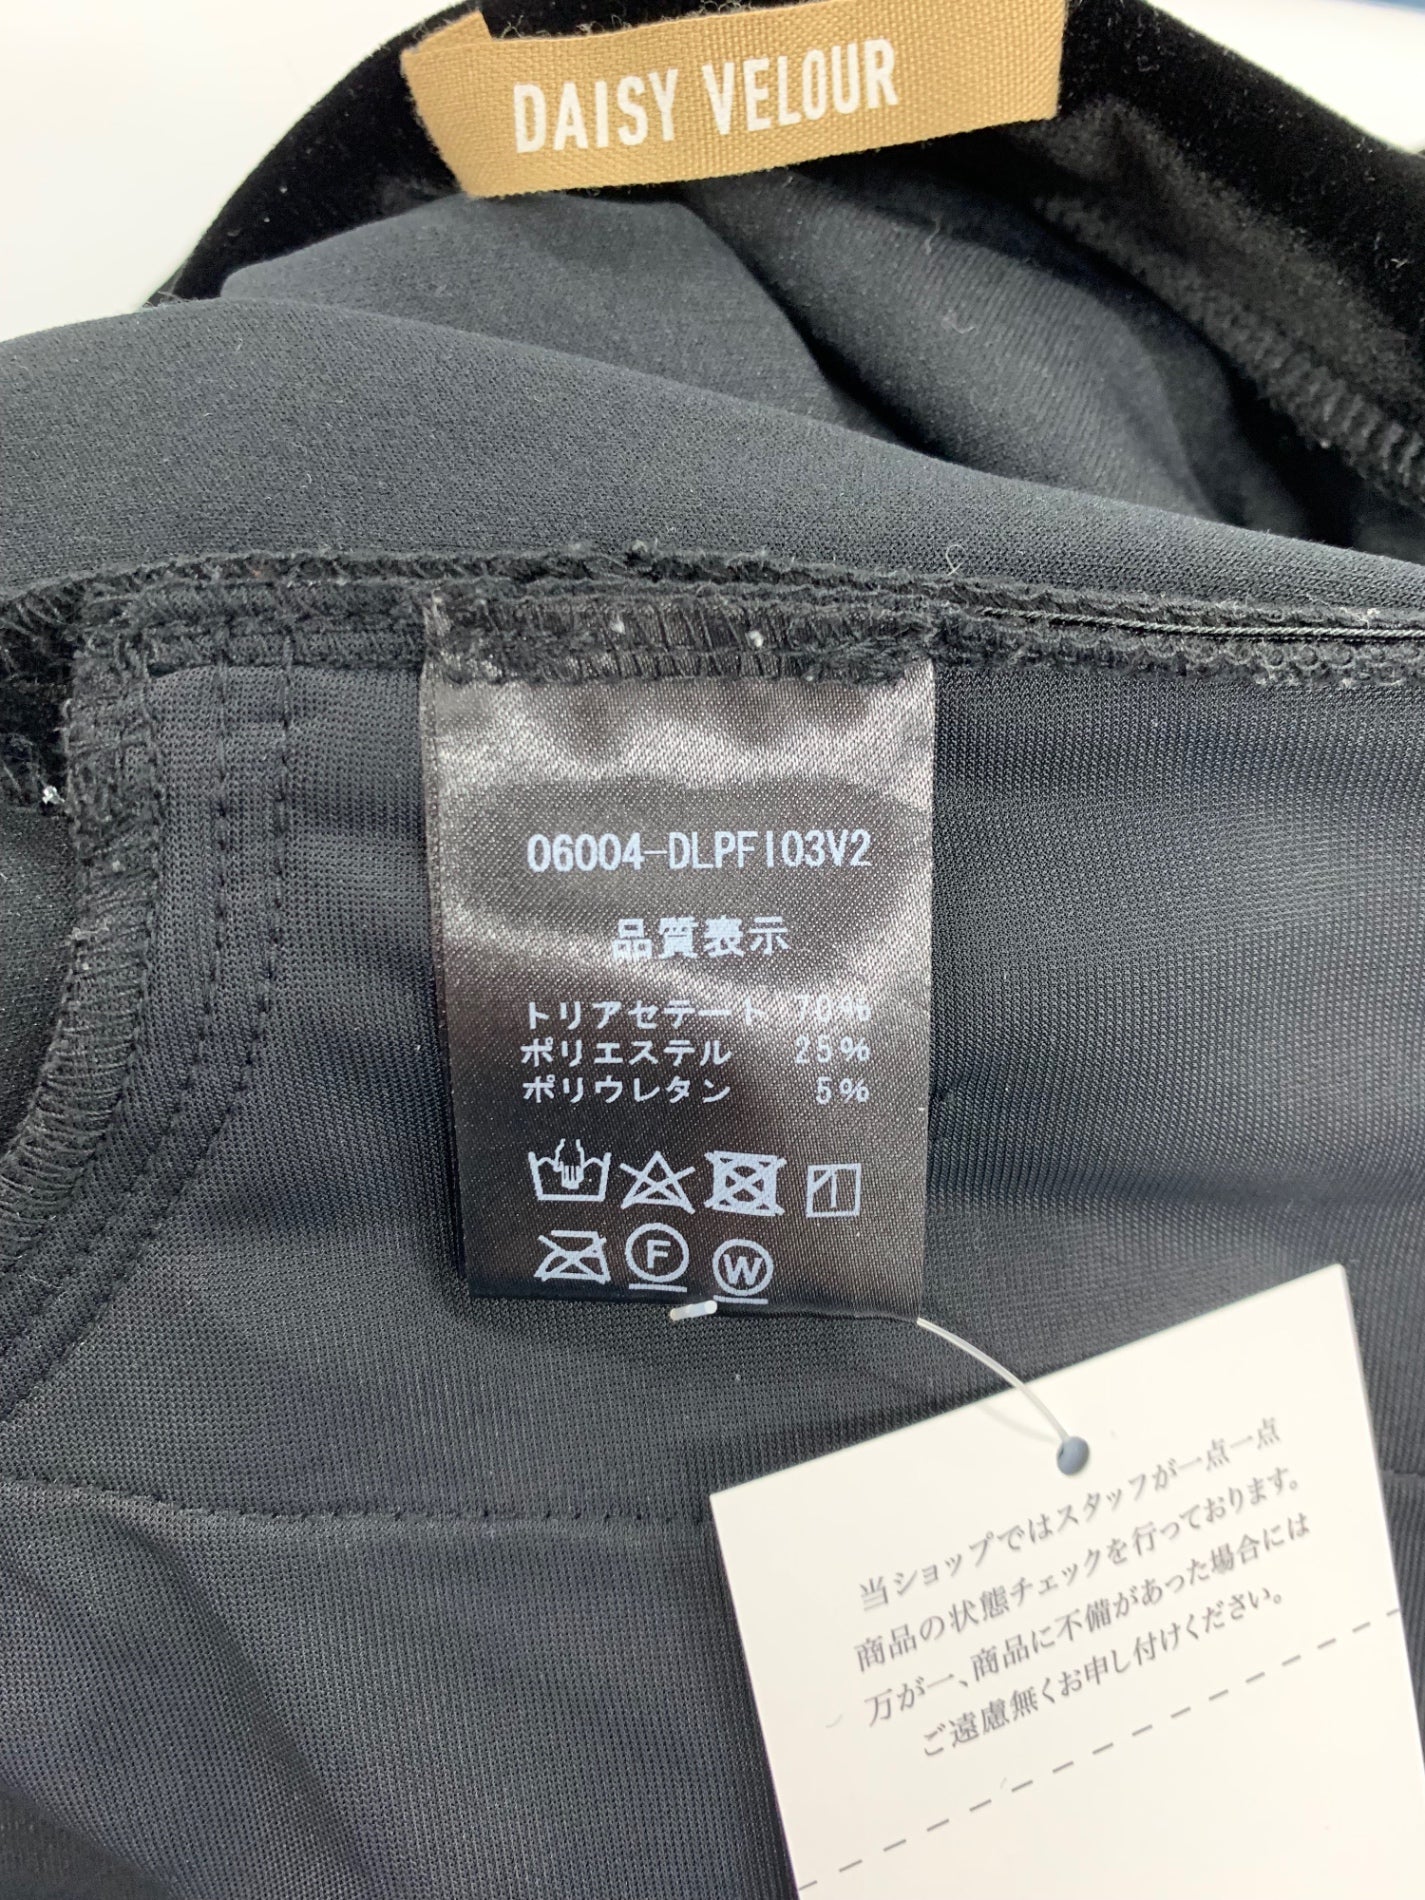 DAISY VELOUR
06004-DLPFI03V2
品質表示
トリアセテート 70%
ポリエステル 25%
ポリウレタン 5%
F W
当ショップではスタッフが一点一点
商品の状態チェックを行っております。
万が一、商品に不備があった場合には
ご遠慮無くお申し付けください。